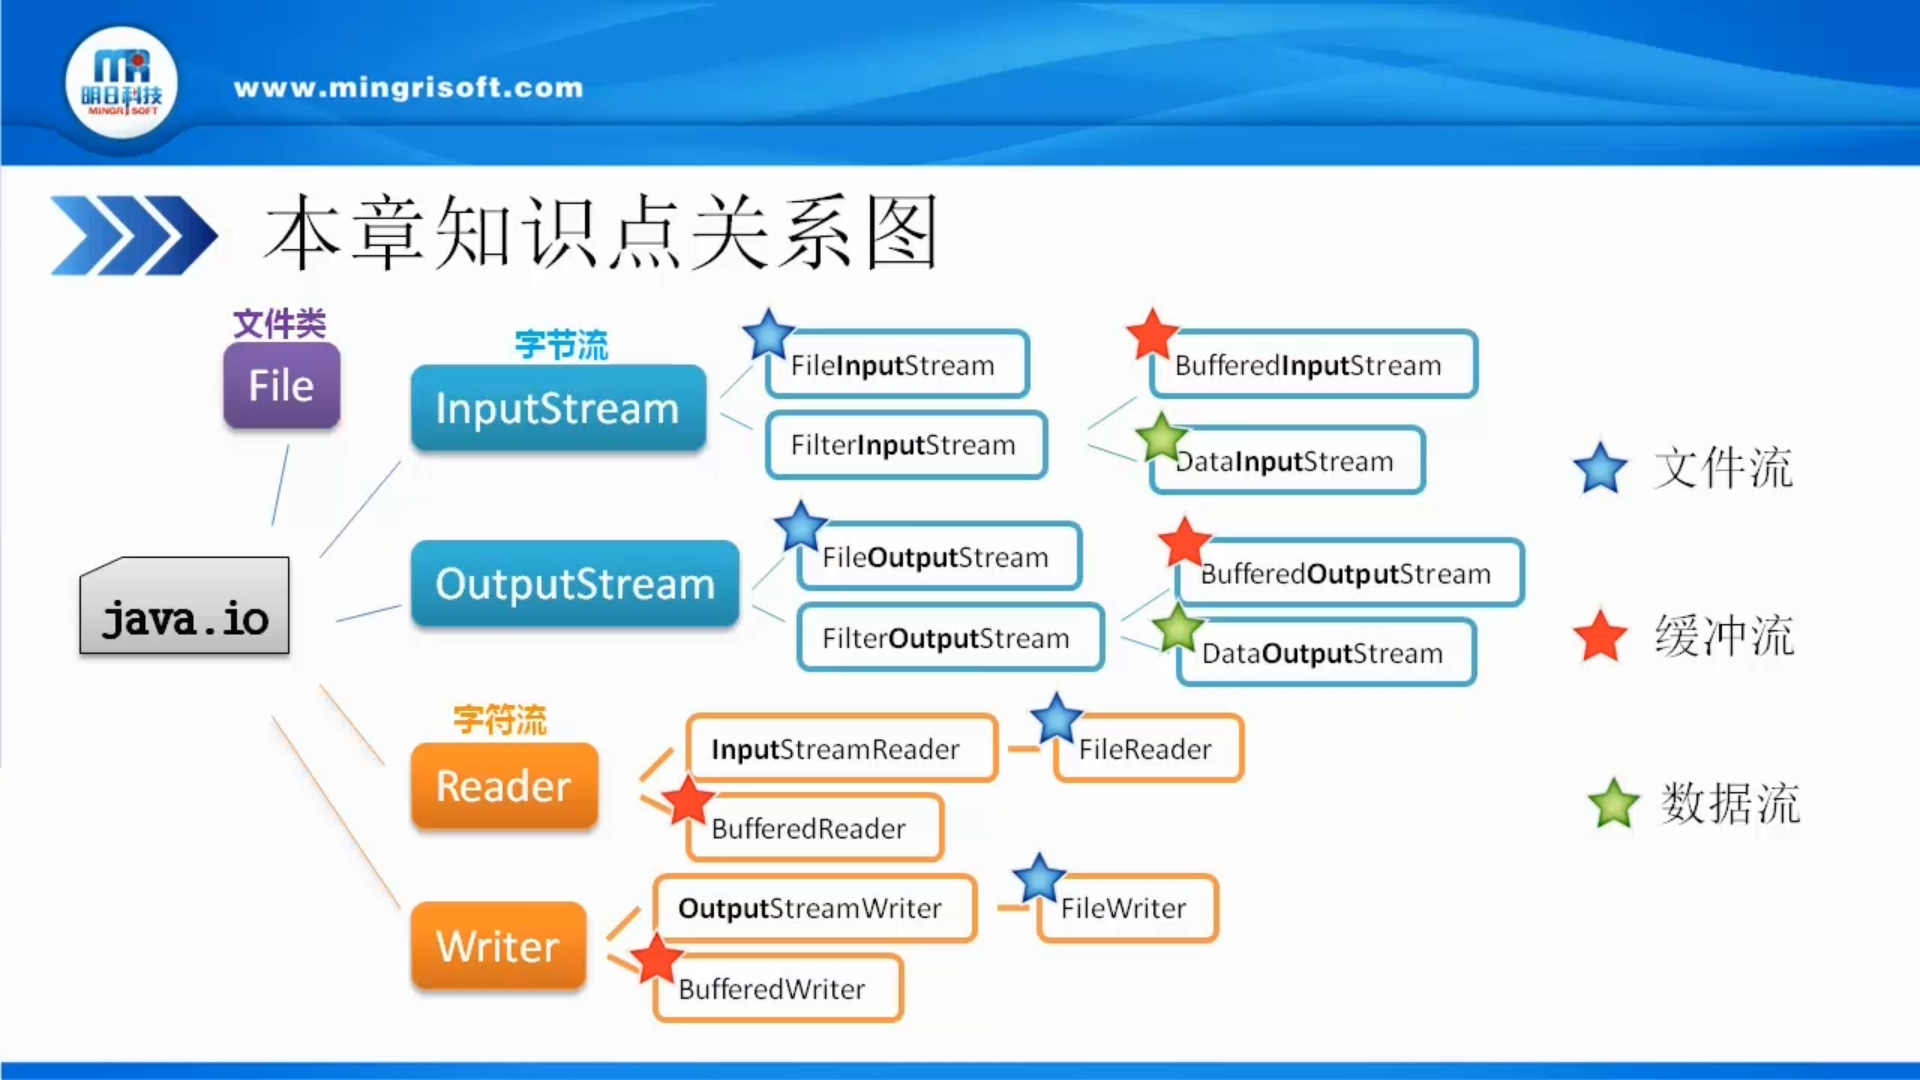 明日科技
MINGRISOFT
www.mingrisoft.com
本章知识点关系图
文件类
File
字节流
InputStream
FileInputStream
FilterInputStream
BufferedInputStream
DataInputStream
文件流
java.io
OutputStream
FileOutputStream
FilterOutputStream
BufferedOutputStream
DataOutputStream
缓冲流
字符流
Reader
InputStreamReader
FileReader
BufferedReader
数据流
Writer
OutputStreamWriter
FileWriter
BufferedWriter